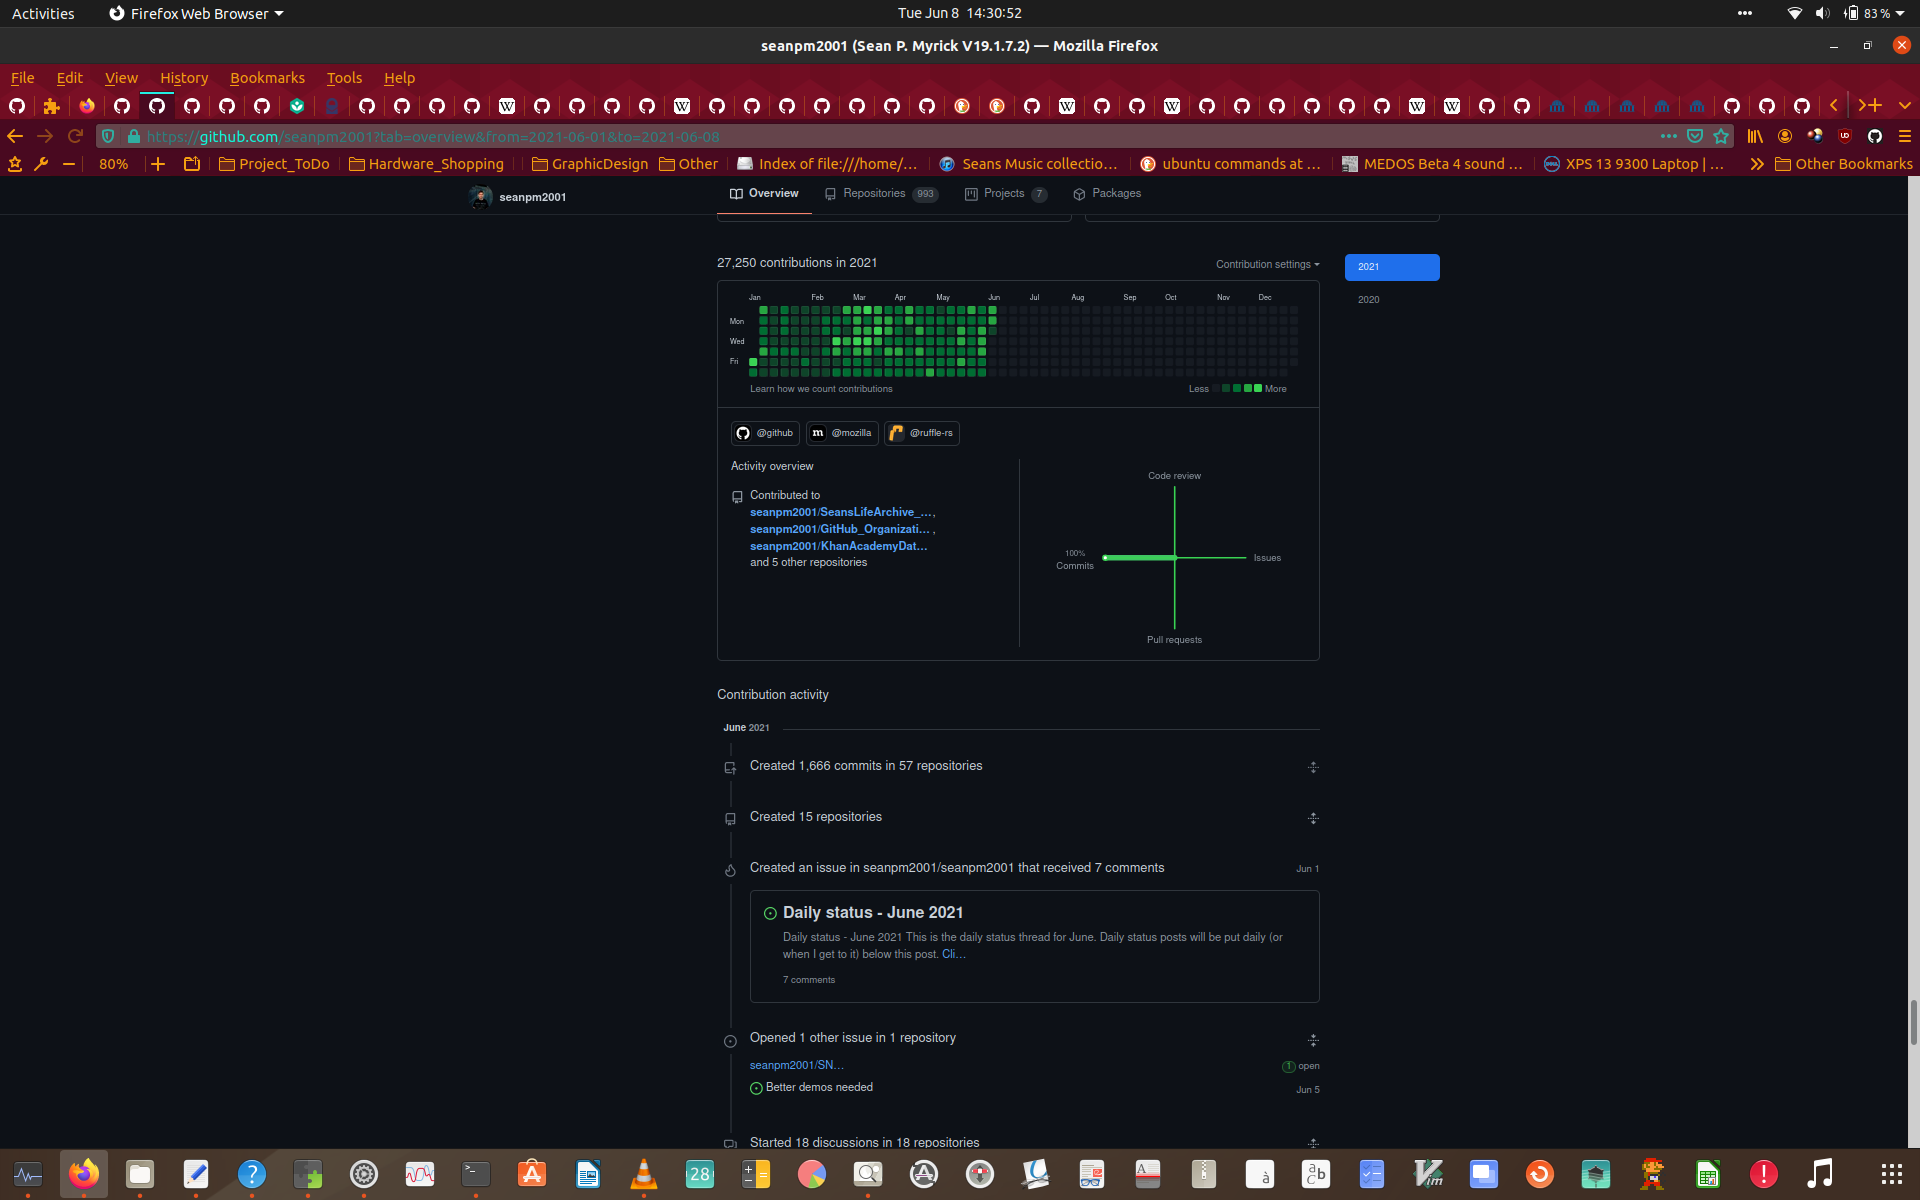 Activities
Firefox Web Browser
Tue Jun 8 14:30:52
83 %
seanpm2001 (Sean P. Myrick V19.1.7.2) — Mozilla Firefox
File Edit View History Bookmarks Tools Help
https://github.com/seanpm2001?tab=overview&from=2021-06-01&to=2021-06-08
80%
Project_ToDo
Hardware_Shopping
GraphicDesign
Other
Index of file:///home/…
Seans Music collectio…
ubuntu commands at …
MEDOS Beta 4 sound …
XPS 13 9300 Laptop | …
Other Bookmarks
seanpm2001
Overview
Repositories 993
Projects 7
Packages
27,250 contributions in 2021
Contribution settings
2021
2020
Jan Feb Mar Apr May Jun Jul Aug Sep Oct Nov Dec
Mon
Wed
Fri
Learn how we count contributions
Less More
@github
@mozilla
@ruffle-rs
Activity overview
Contributed to
seanpm2001/SeansLifeArchive_…,
seanpm2001/GitHub_Organizati… ,
seanpm2001/KhanAcademyDat…
and 5 other repositories
Code review
100%
Commits
Issues
Pull requests
Contribution activity
June 2021
Created 1,666 commits in 57 repositories
Created 15 repositories
Created an issue in seanpm2001/seanpm2001 that received 7 comments
Jun 1
Daily status - June 2021
Daily status - June 2021 This is the daily status thread for June. Daily status posts will be put daily (or
when I get to it) below this post. Cli…
7 comments
Opened 1 other issue in 1 repository
seanpm2001/SN…
1 open
Better demos needed
Jun 5
Started 18 discussions in 18 repositories
28